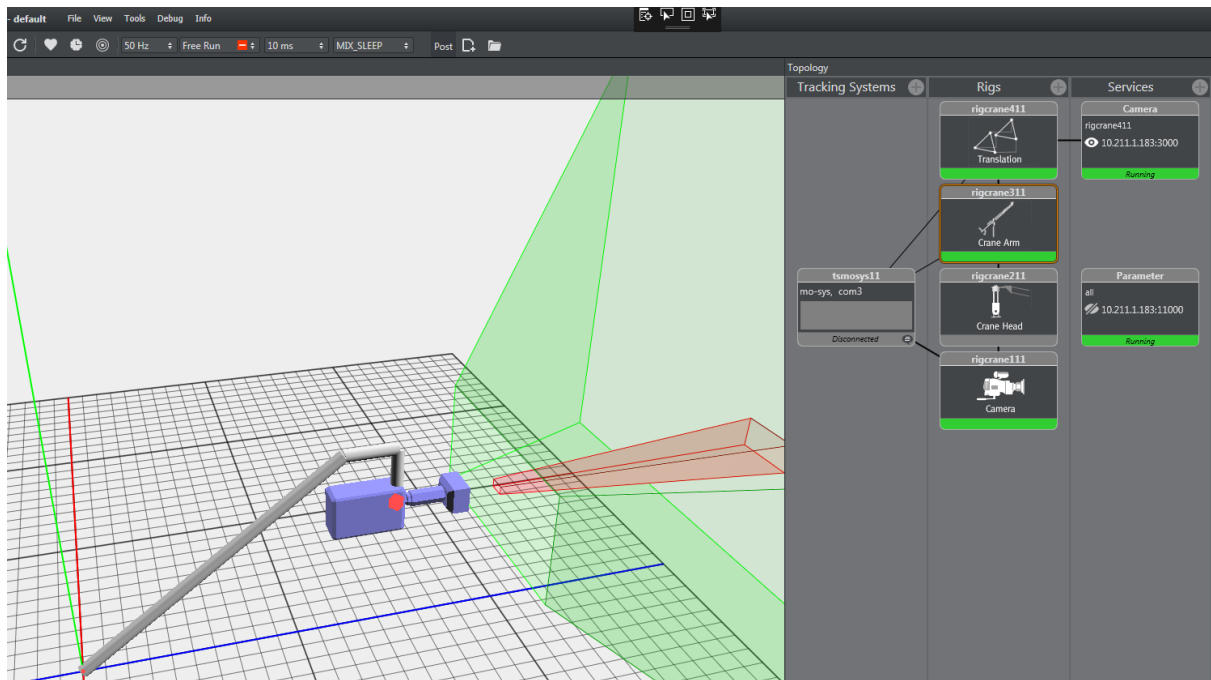 - default File View Tools Debug Info
50 Hz Free Run 10 ms MIX_SLEEP Post
Topology
Tracking Systems Rigs Services
rigcrane411
Translation
Camera
rigcrane411
10.211.1.183:3000
Running
rigcrane311
Crane Arm
tsmosys11
mo-sys, com3
Disconnected
rigcrane211
Crane Head
Parameter
all
10.211.1.183:11000
Running
rigcrane111
Camera